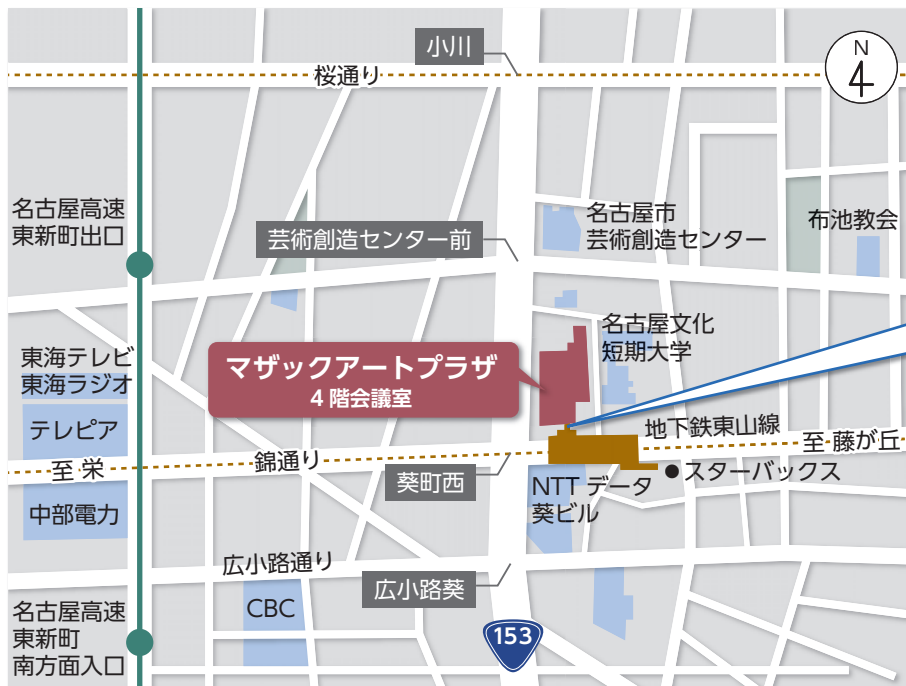 小川
N
桜通り
名古屋高速
東新町出口
名古屋市
芸術創造センター
布池教会
芸術創造センター前
名古屋文化
短期大学
東海テレビ
東海ラジオ
マザックアートプラザ
4階会議室
テレピア
地下鉄東山線
至 藤が丘
錦通り
至 栄
葵町西
スターバックス
NTT データ
葵ビル
中部電力
広小路通り
広小路葵
CBC
名古屋高速
東新町
南方面入口
153